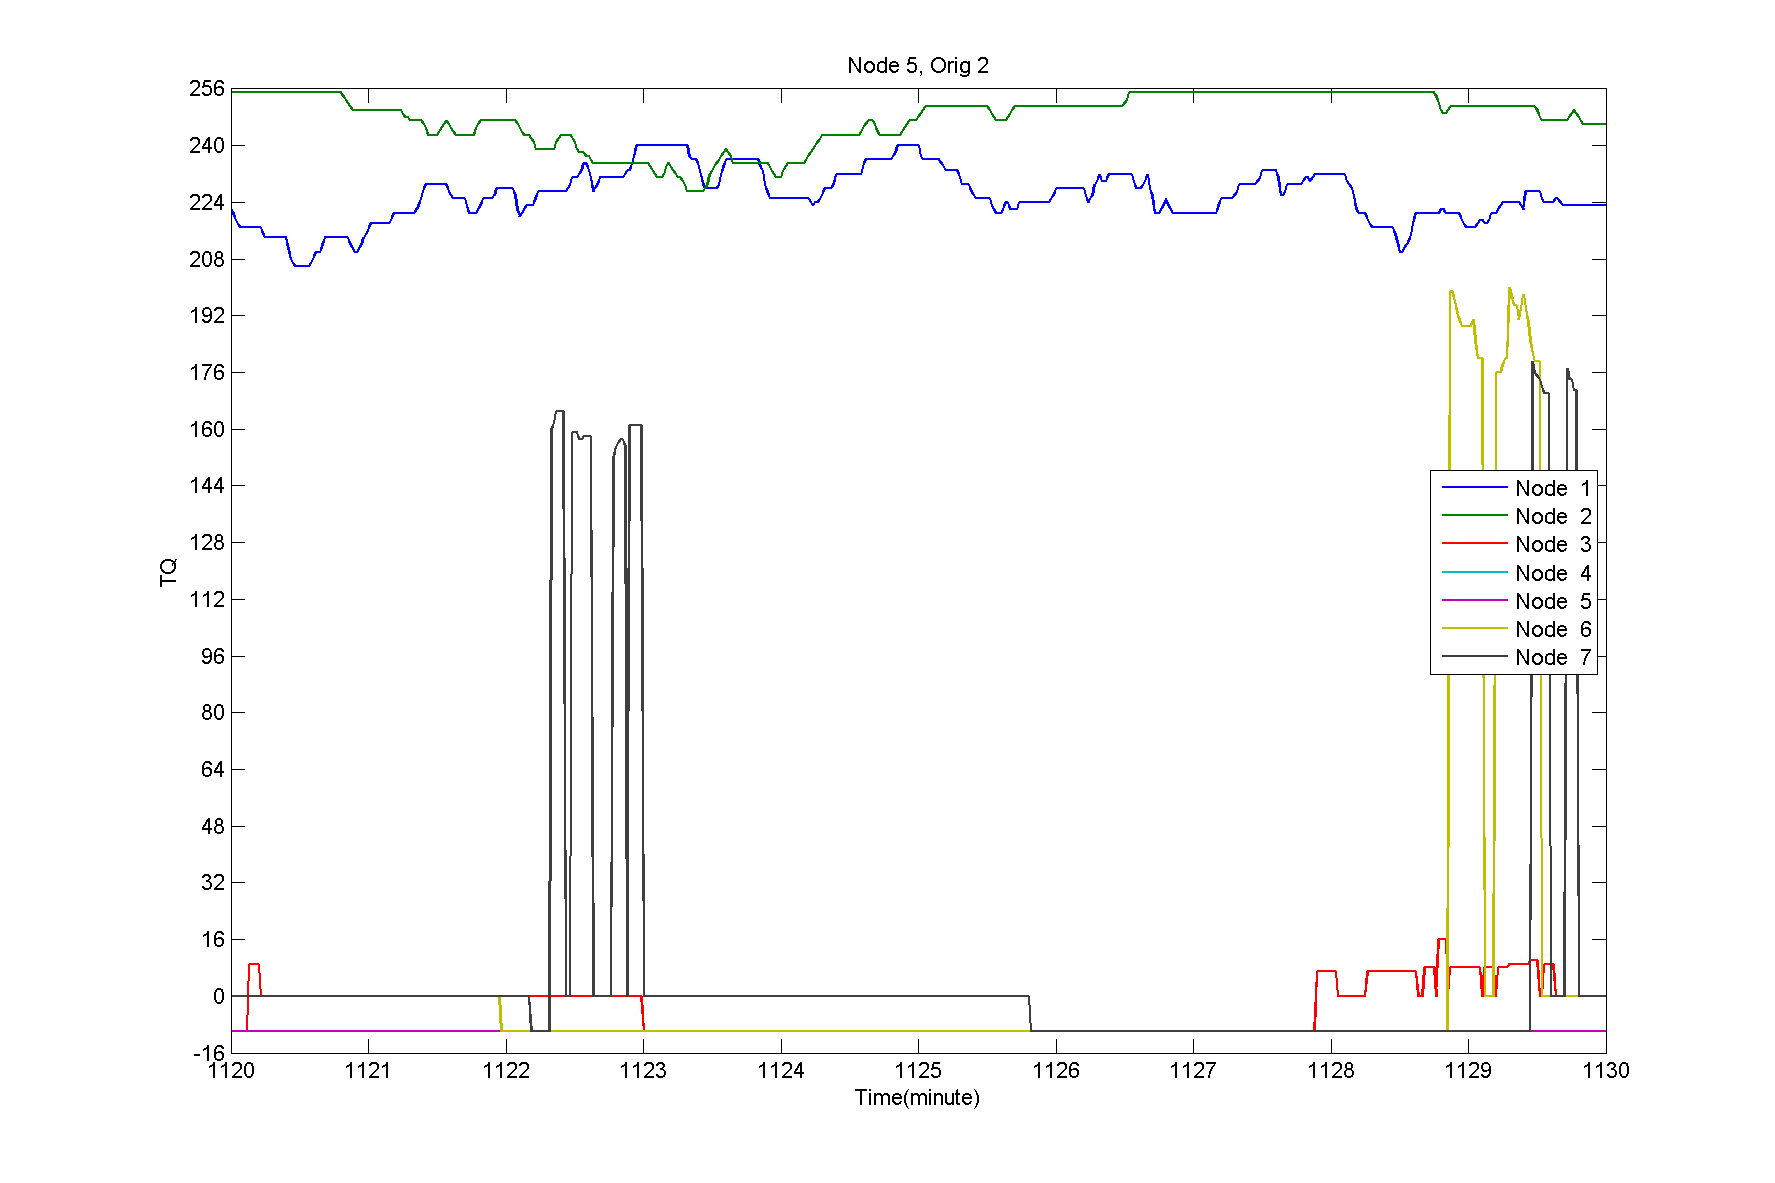 Node 5, Orig 2
256
240
224
208
192
176
160
144
128
112
96
80
64
48
32
16
0
-16
TQ
Node 1
Node 2
Node 3
Node 4
Node 5
Node 6
Node 7
1120 1121 1122 1123 1124 1125 1126 1127 1128 1129 1130
Time(minute)